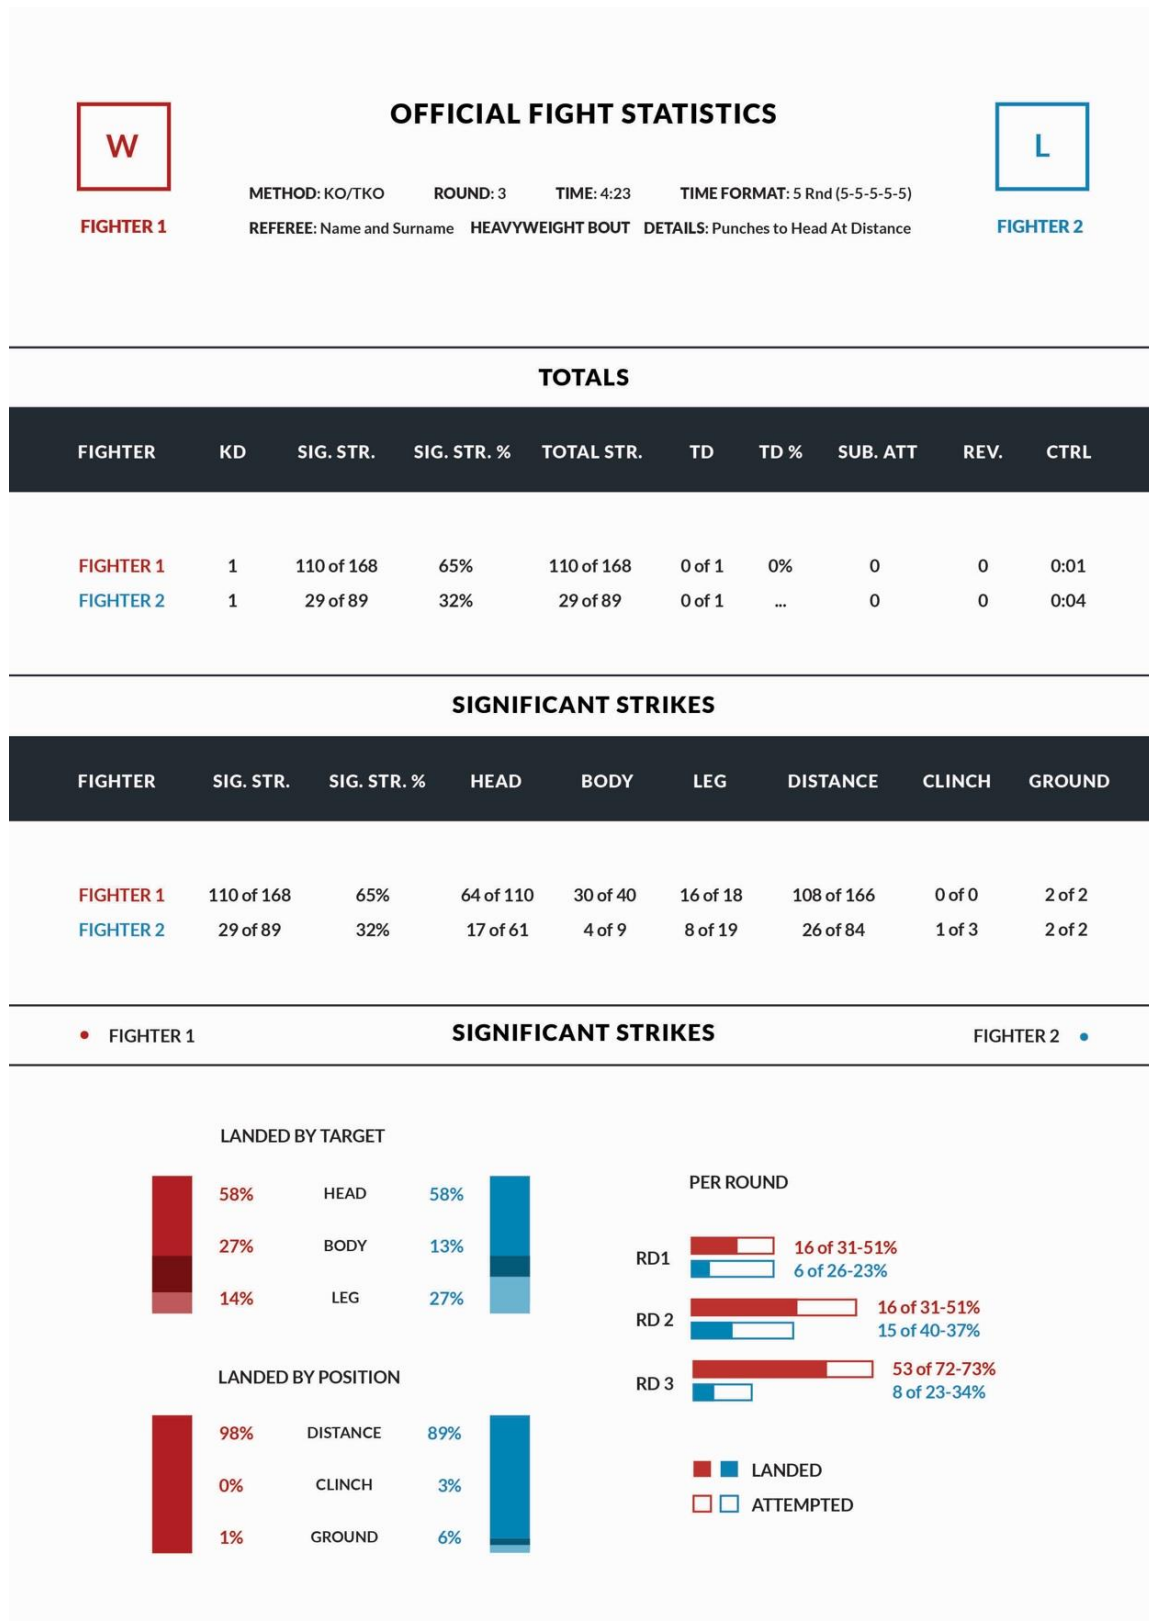 OFFICIAL FIGHT STATISTICS
W
L
METHOD: KO/TKO ROUND: 3 TIME: 4:23 TIME FORMAT: 5 Rnd (5-5-5-5-5)
FIGHTER 1
REFEREE: Name and Surname HEAVYWEIGHT BOUT DETAILS: Punches to Head At Distance
FIGHTER 2
TOTALS
FIGHTER KD SIG. STR. SIG. STR. % TOTAL STR. TD TD % SUB. ATT REV. CTRL
FIGHTER 1 1 110 of 168 65% 110 of 168 0 of 1 0% 0 0 0:01
FIGHTER 2 1 29 of 89 32% 29 of 89 0 of 1 ... 0 0 0:04
SIGNIFICANT STRIKES
FIGHTER SIG. STR. SIG. STR. % HEAD BODY LEG DISTANCE CLINCH GROUND
FIGHTER 1 110 of 168 65% 64 of 110 30 of 40 16 of 18 108 of 166 0 of 0 2 of 2
FIGHTER 2 29 of 89 32% 17 of 61 4 of 9 8 of 19 26 of 84 1 of 3 2 of 2
FIGHTER 1 SIGNIFICANT STRIKES FIGHTER 2
LANDED BY TARGET
58% HEAD 58%
27% BODY 13%
14% LEG 27%
LANDED BY POSITION
98% DISTANCE 89%
0% CLINCH 3%
1% GROUND 6%
PER ROUND
RD1 16 of 31-51%
6 of 26-23%
RD 2 16 of 31-51%
15 of 40-37%
RD 3 53 of 72-73%
8 of 23-34%
LANDED
ATTEMPTED